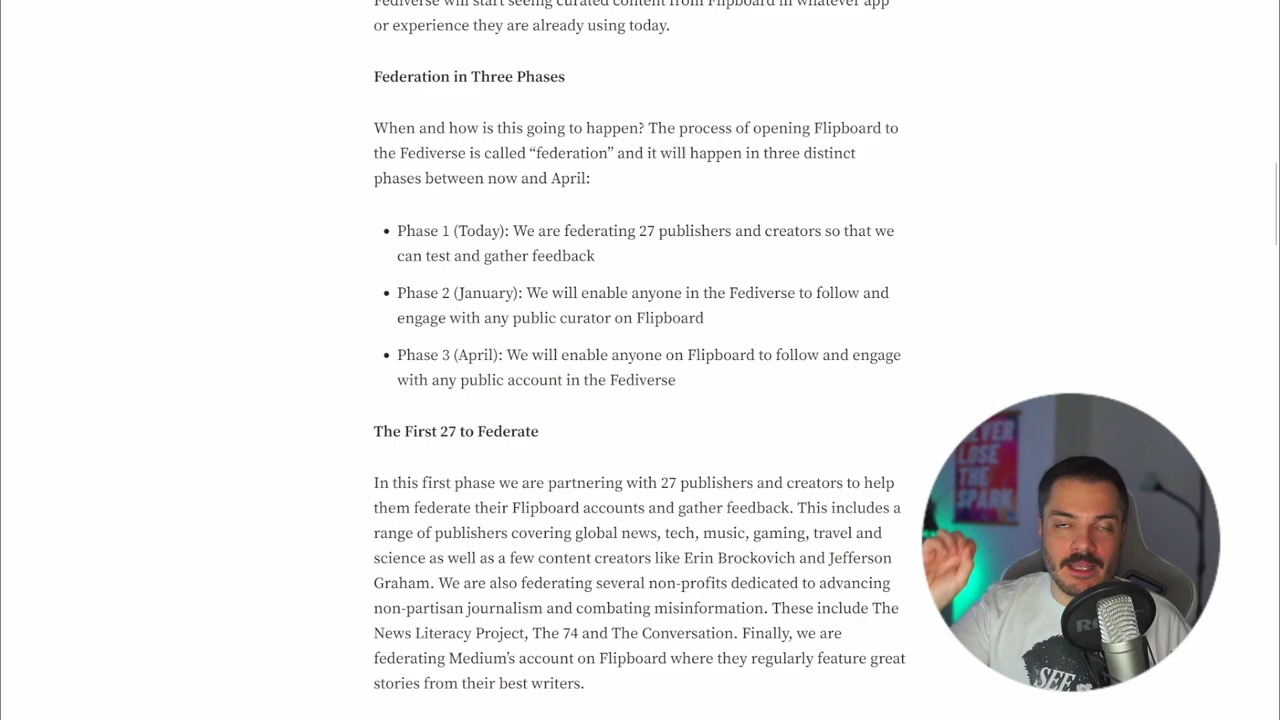 Fediverse will start seeing curated content from Flipboard in whatever app
or experience they are already using today.
Federation in Three Phases
When and how is this going to happen? The process of opening Flipboard to
the Fediverse is called “federation” and it will happen in three distinct
phases between now and April:
• Phase 1 (Today): We are federating 27 publishers and creators so that we
can test and gather feedback
• Phase 2 (January): We will enable anyone in the Fediverse to follow and
engage with any public curator on Flipboard
• Phase 3 (April): We will enable anyone on Flipboard to follow and engage
with any public account in the Fediverse
The First 27 to Federate
In this first phase we are partnering with 27 publishers and creators to help
them federate their Flipboard accounts and gather feedback. This includes a
range of publishers covering global news, tech, music, gaming, travel and
science as well as a few content creators like Erin Brockovich and Jefferson
Graham. We are also federating several non-profits dedicated to advancing
non-partisan journalism and combating misinformation. These include The
News Literacy Project, The 74 and The Conversation. Finally, we are
federating Medium’s account on Flipboard where they regularly feature great
stories from their best writers.
LOSE
THE
SPARK
SEE